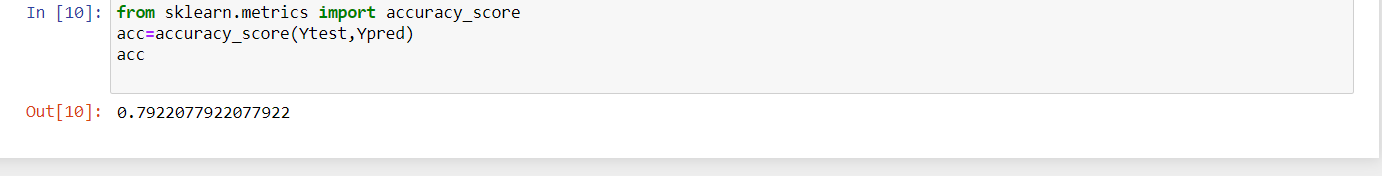 In [10]: from sklearn.metrics import accuracy_score
acc=accuracy_score(Ytest,Ypred)
acc
Out[10]: 0.7922077922077922